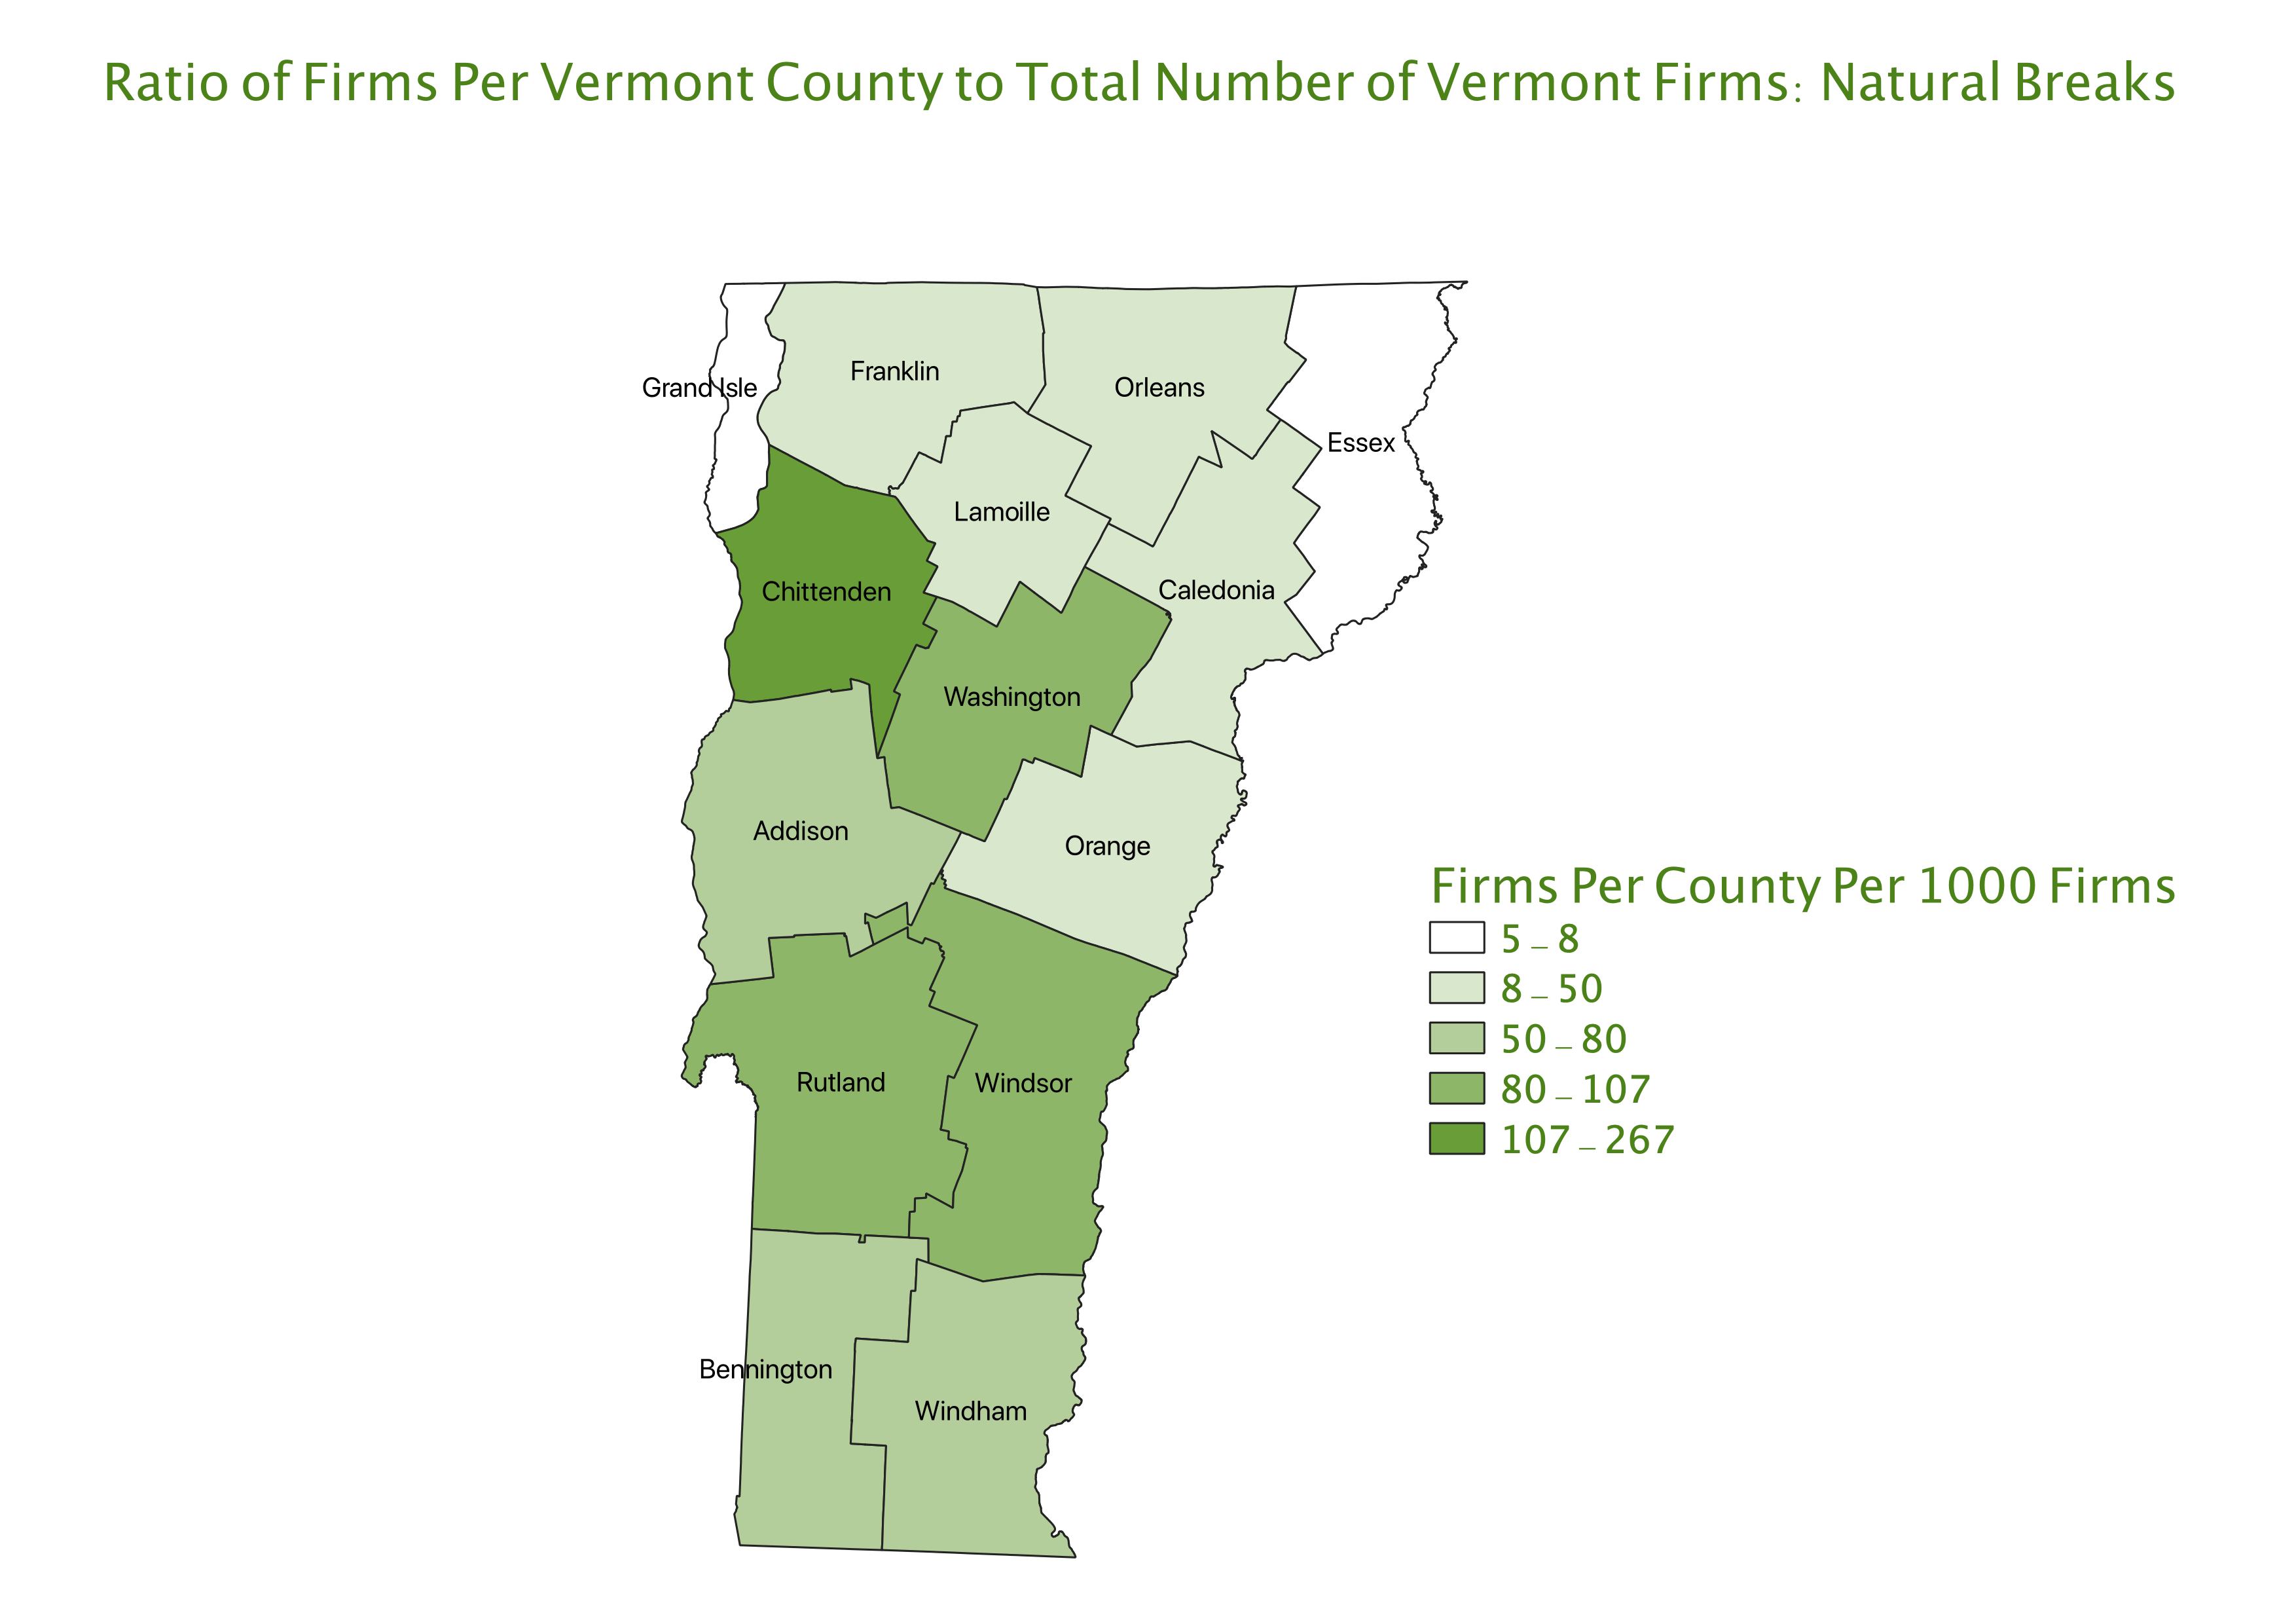 Ratio of Firms Per Vermont County to Total Number of Vermont Firms: Natural Breaks
Franklin
Grand Isle
Orleans
Essex
Lamoille
Chittenden
Caledonia
Washington
Addison
Orange
Rutland
Windsor
Bennington
Windham
Firms Per County Per 1000 Firms
5 – 8
8 – 50
50 – 80
80 – 107
107 – 267